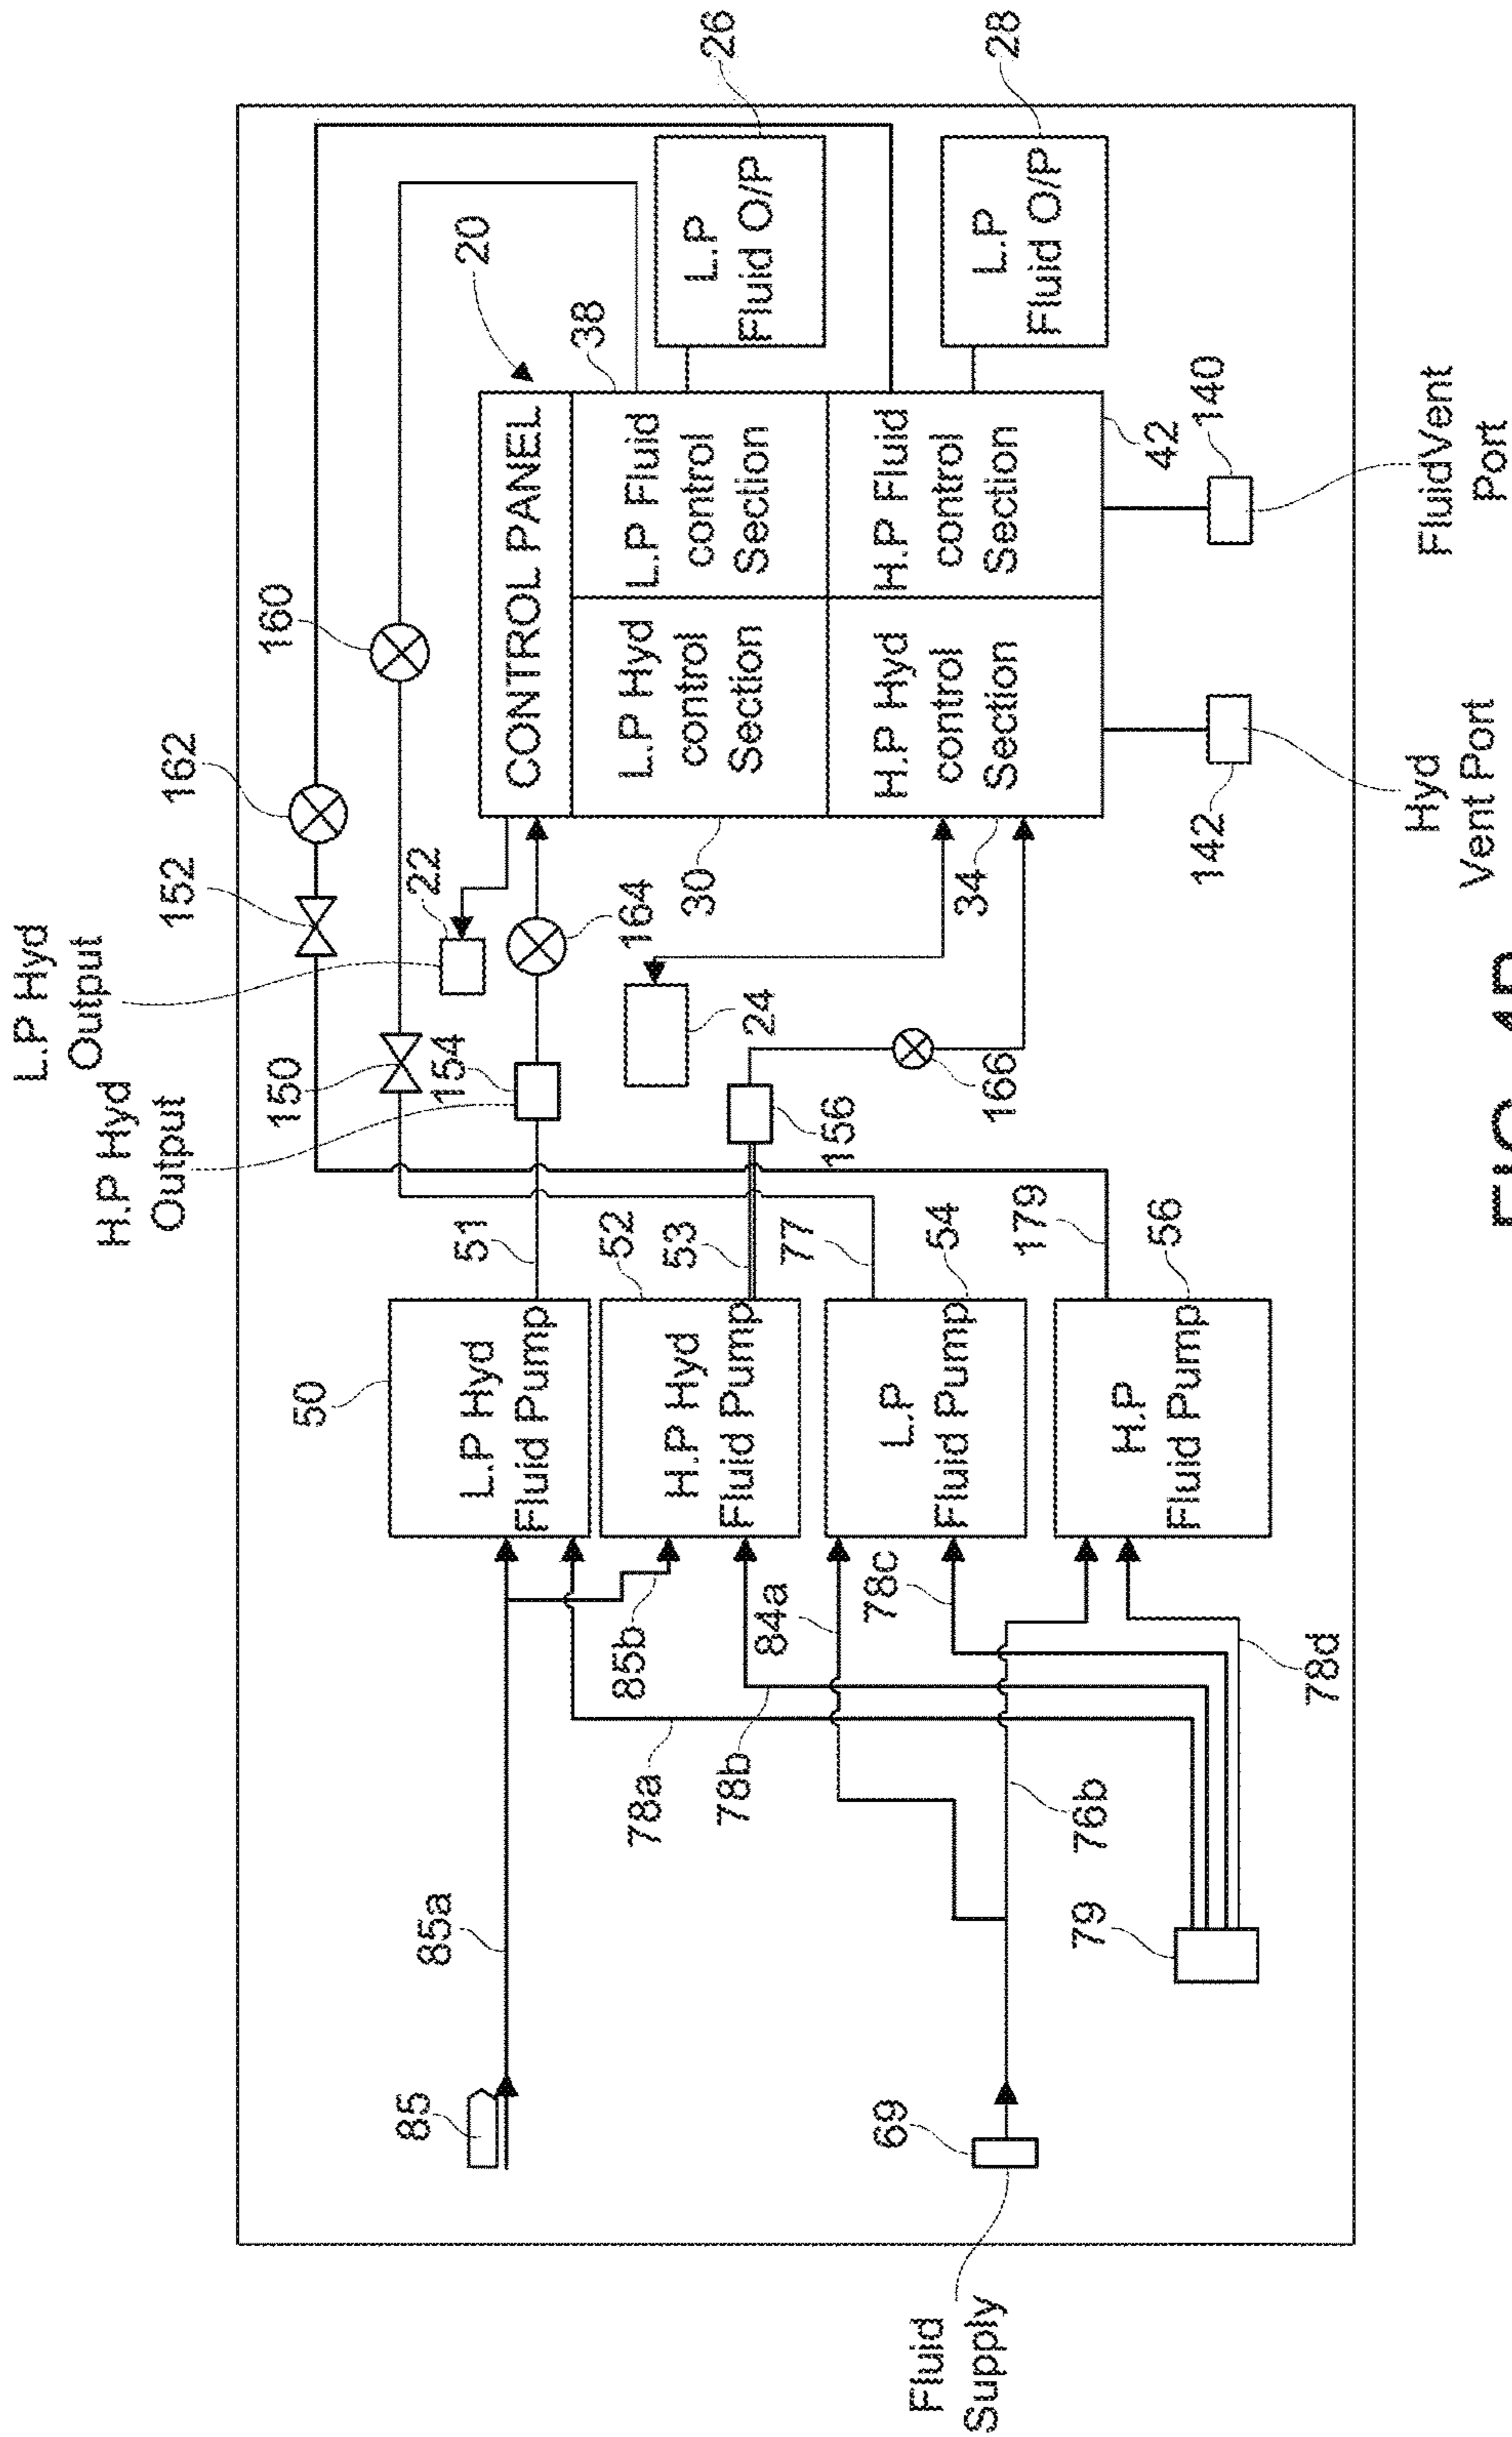 L.P Hyd
Output
H.P Hyd
Output
152
162
160
150
50
85
85a
51
154
22
20
L.P Hyd
Fluid Pump
CONTROL PANEL
38
52
85b
164
L.P Hyd
control
Section
L.P Fluid
control
Section
L.P
Fluid O/P
26
78a
H.P Hyd
Fluid Pump
53
30
24
78b
84a
77
156
69
78c
L.P
Fluid Pump
54
H.P Hyd
control
Section
H.P Fluid
control
Section
34
166
L.P
Fluid O/P
28
Fluid
Supply
76b
79
179
H.P
Fluid Pump
56
42
78d
142
140
Hyd
Vent Port
FluidVent
Port